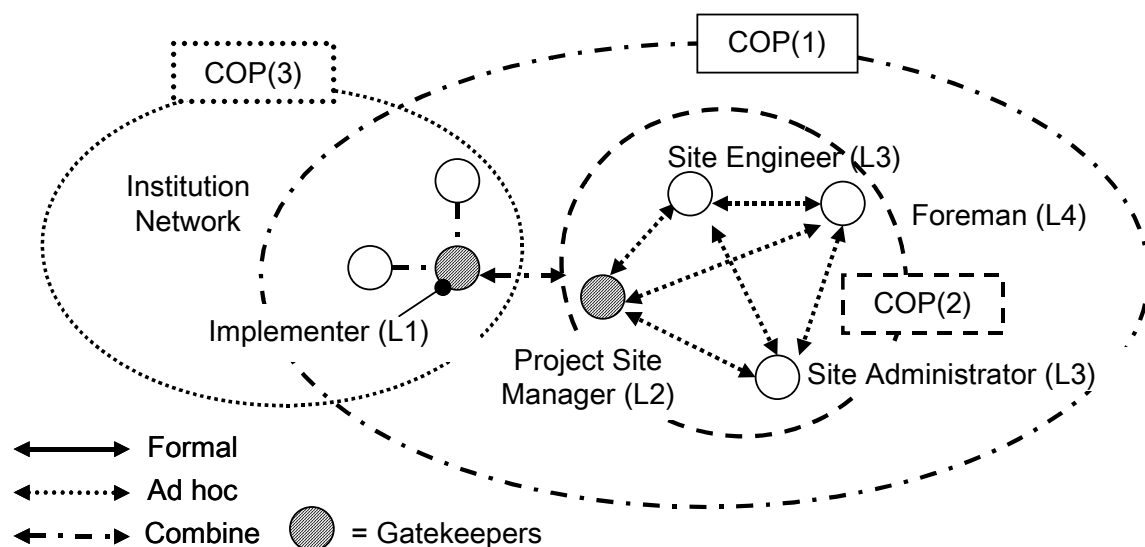 COP(1)
COP(3)
Site Engineer (L3)
Institution
Network
Foreman (L4)
COP(2)
Implementer (L1)
Project Site
Manager (L2)
Site Administrator (L3)
Formal
Ad hoc
Combine
= Gatekeepers